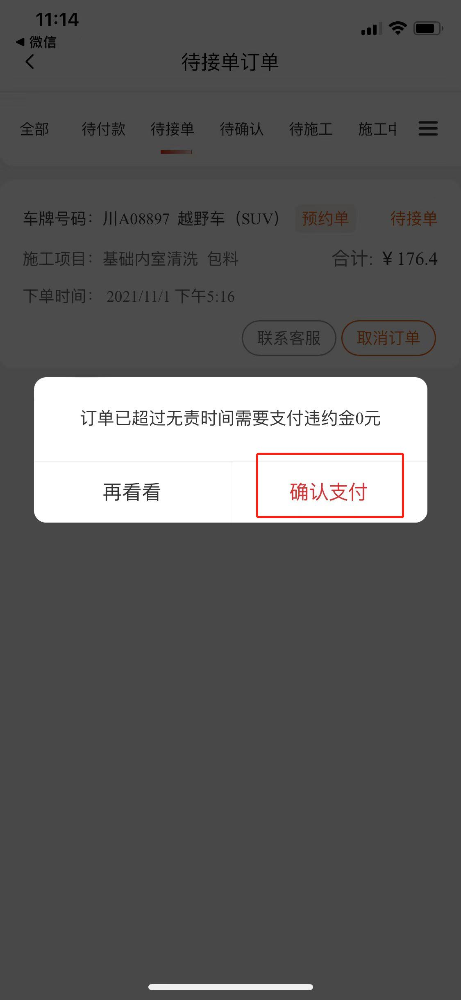 11:14
微信
待接单订单
全部 待付款 待接单 待确认 待施工 施工中
车牌号码：川A08897 越野车（SUV） 预约单 待接单
施工项目：基础内室清洗 包料 合计: ￥176.4
下单时间： 2021/11/1 下午5:16
联系客服 取消订单
订单已超过无责时间需要支付违约金0元
再看看 确认支付